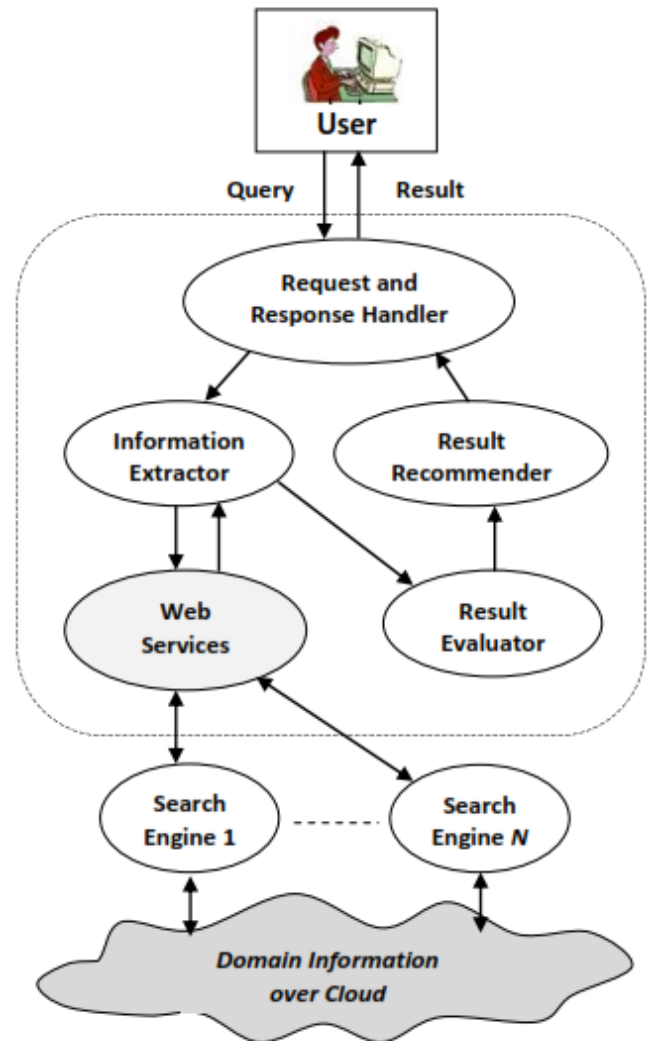 User
Query
Result
Request and
Response Handler
Information
Extractor
Result
Recommender
Web
Services
Result
Evaluator
Search
Engine 1
Search
Engine N
Domain Information
over Cloud